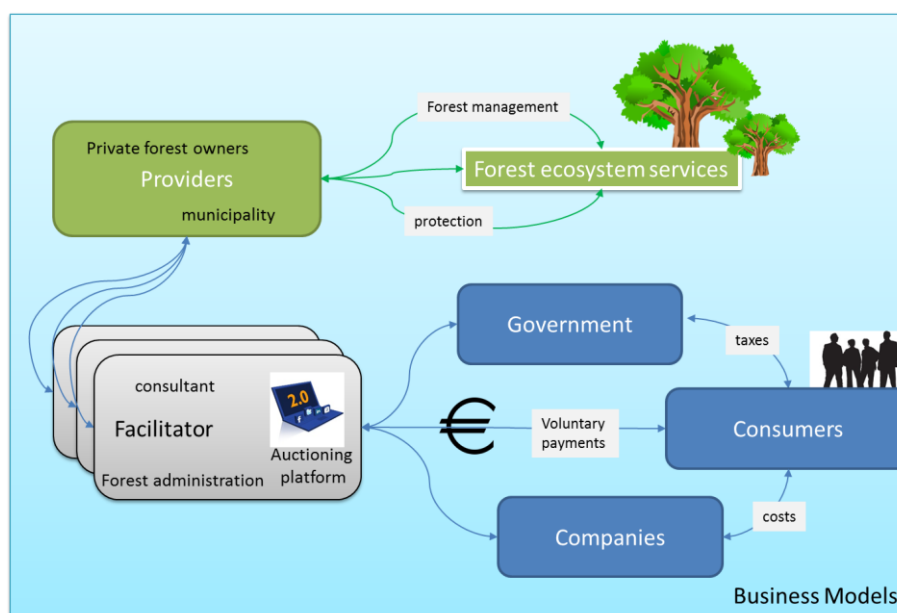 Forest management
Private forest owners
Providers
municipality
Forest ecosystem services
protection
Government
taxes
consultant
2.0
Facilitator
Auctioning
platform
Forest administration
€
Voluntary
payments
Consumers
Companies
costs
Business Models